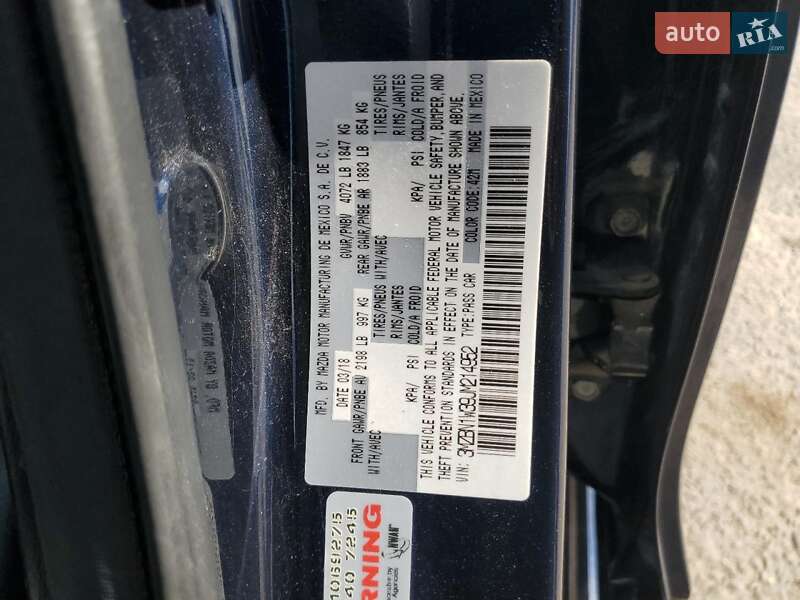 auto RIA
MFD. BY MAZDA MOTOR MANUFACTURING DE MEXICO S.A. DE C.V.
DATE 03/18 GVWR/PNBV 4072 LB 1847 KG
FRONT GAWR/PNBE AV 2198 LB 997 KG REAR GAWR/PNBE AR 1883 LB 854 KG
WITH/AVEC TIRES/PNEUS WITH/AVEC TIRES/PNEUS
RIMS/JANTES RIMS/JANTES
KPA/ PSI COLD/A FROID KPA/ PSI COLD/A FROID
THIS VEHICLE CONFORMS TO ALL APPLICABLE FEDERAL MOTOR VEHICLE SAFETY, BUMPER, AND
THEFT PREVENTION STANDARDS IN EFFECT ON THE DATE OF MANUFACTURE SHOWN ABOVE.
VIN: 3MZBN1W39JM214952 TYPE: PASS CAR COLOR CODE: 42M MADE IN MEXICO
RNING